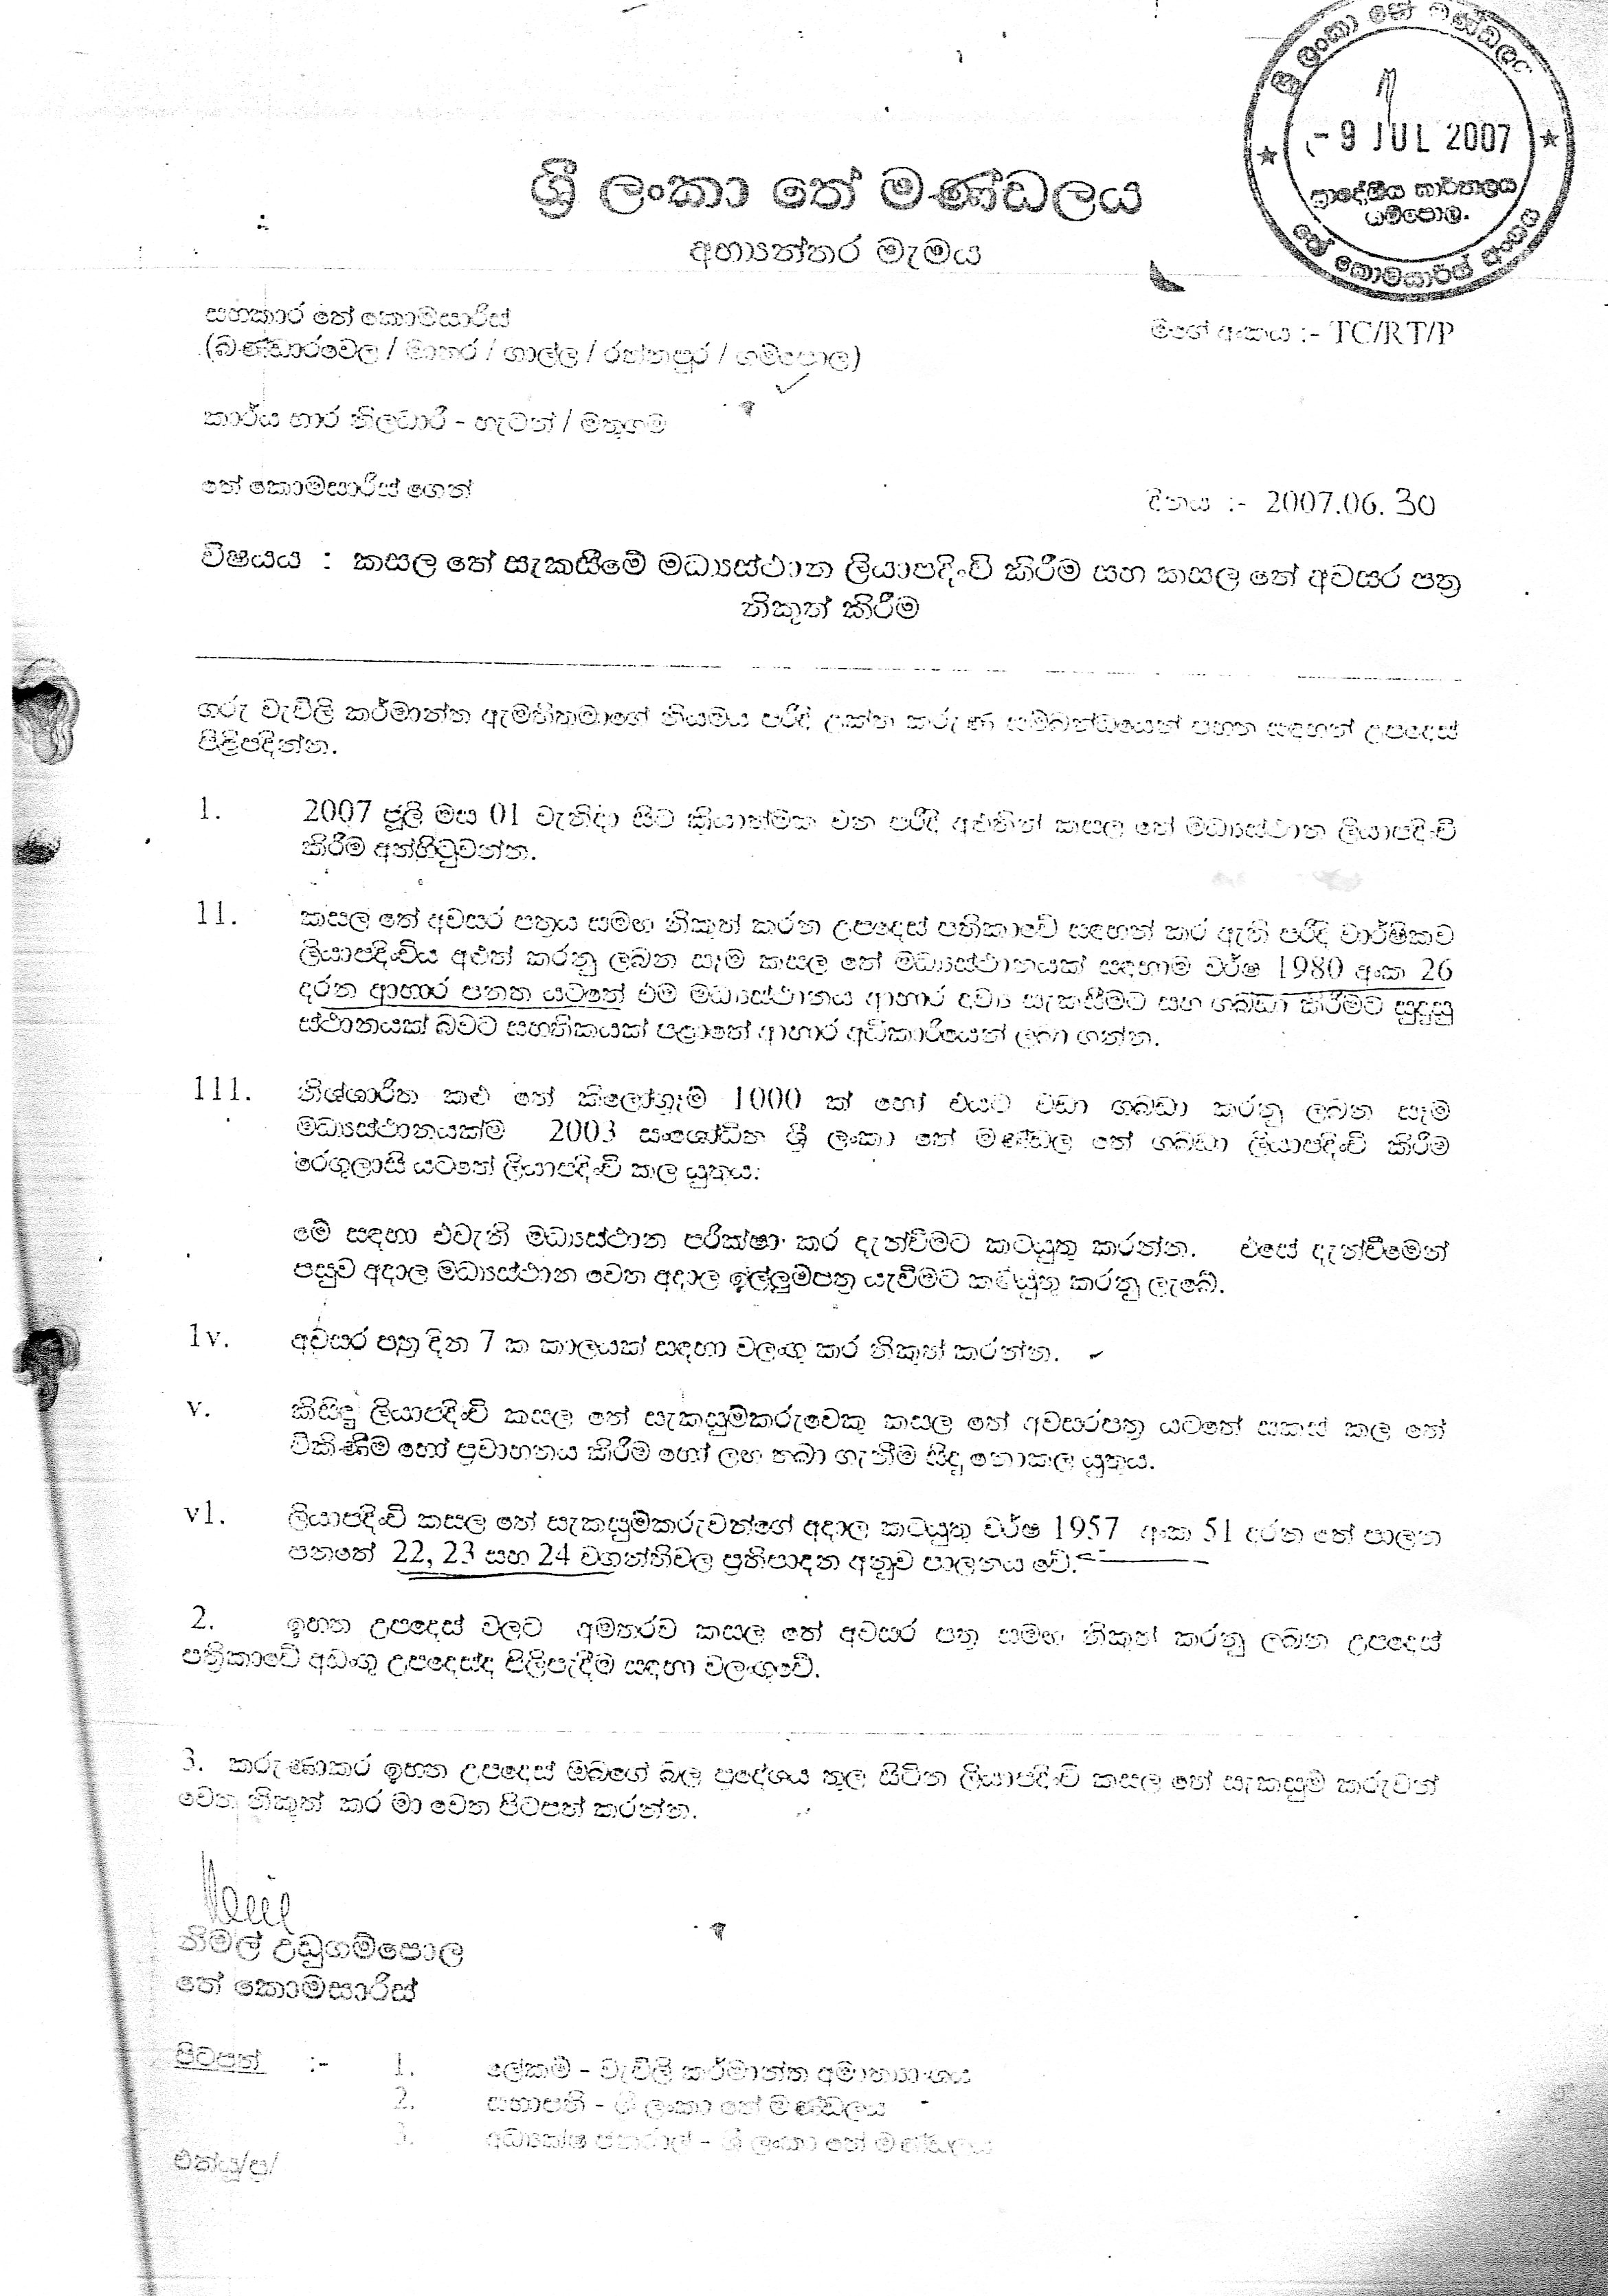 ශ්‍රී ලංකා තේ මණ්ඩලය
- 9 JUL 2007
ප්‍රාදේශීය කාර්යාලය
ගම්පොල.
තේ කොමසාරිස් අංශය
ශ්‍රී ලංකා තේ මණ්ඩලය
අභ්‍යන්තර මැමය
සහකාර තේ කොමසාරිස්
(බණ්ඩාරවෙල / මාතර / ගාල්ල / රත්නපුර / ගම්පොල)
මගේ අංකය :- TC/RT/P
කාර්ය භාර නිලධාරී - හැටන් / මතුගම
තේ කොමසාරිස් ගෙන්
දිනය :- 2007.06.30
විෂයය : කසල තේ සැකසීමේ මධ්‍යස්ථාන ලියාපදිංචි කිරීම සහ කසල තේ අවසර පත්‍ර
නිකුත් කිරීම
ගරු වැවිලි කර්මාන්ත ඇමතිතුමාගේ නියමය පරිදි උක්ත කරුණ සම්බන්ධයෙන් පහත සඳහන් උපදෙස්
පිළිපදින්න.
1. 2007 ජූලි මස 01 වැනිදා සිට ක්‍රියාත්මක වන පරිදි අළුතින් කසල තේ මධ්‍යස්ථාන ලියාපදිංචි
කිරීම අත්හිටුවන්න.
11. කසල තේ අවසර පත්‍රය සමඟ නිකුත් කරන උපදෙස් පත්‍රිකාවේ සඳහන් කර ඇති පරිදි වාර්ෂිකව
ලියාපදිංචිය අළුත් කරනු ලබන සෑම කසල තේ මධ්‍යස්ථානයක් සඳහාම වර්ෂ 1980 අංක 26
දරන ආහාර පනත යටතේ එම මධ්‍යස්ථානය ආහාර ද්‍රව්‍ය සැකසීමට සහ ගබඩා කිරීමට සුදුසු
ස්ථානයක් බවට සහතිකයක් පළාතේ ආහාර අධිකාරියෙන් ලබා ගන්න.
111. නිශ්ශාරිත කළු තේ කිලෝග්‍රෑම් 1000 ක් හෝ එයට වඩා ගබඩා කරනු ලබන සෑම
මධ්‍යස්ථානයක්ම 2003 සංශෝධිත ශ්‍රී ලංකා තේ මණ්ඩල තේ ගබඩා ලියාපදිංචි කිරීම
රෙගුලාසි යටතේ ලියාපදිංචි කල යුතුය.
මේ සඳහා එවැනි මධ්‍යස්ථාන පරීක්ෂා කර දැන්වීමට කටයුතු කරන්න. එසේ දැන්වීමෙන්
පසුව අදාල මධ්‍යස්ථාන වෙත අදාල ඉල්ලුම්පත්‍ර යැවීමට කටයුතු කරනු ලැබේ.
1v. අවසර පත්‍ර දින 7 ක කාලයක් සඳහා වලංගු කර නිකුත් කරන්න.
v. කිසිඳු ලියාපදිංචි කසල තේ සැකසුම්කරුවෙකු කසල තේ අවසරපත්‍ර යටතේ සකස් කල තේ
විකිණීම හෝ ප්‍රවාහනය කිරීම හෝ ලඟ තබා ගැනීම සිදු නොකල යුතුය.
v1. ලියාපදිංචි කසල තේ සැකසුම්කරුවන්ගේ අදාල කටයුතු වර්ෂ 1957 අංක 51 දරන තේ පාලන
පනතේ 22, 23 සහ 24 වගන්තිවල ප්‍රතිපාදන අනුව පාලනය වේ.
2. ඉහත උපදෙස් වලට අමතරව කසල තේ අවසර පත්‍ර සමඟ නිකුත් කරනු ලබන උපදෙස්
පත්‍රිකාවේ අඩංගු උපදෙස්ද පිලිපැදීම සඳහා වලංගුවේ.
3. කරුණාකර ඉහත උපදෙස් ඔබගේ බල ප්‍රදේශය තුල සිටින ලියාපදිංචි කසල තේ සැකසුම් කරුවන්
වෙත නිකුත් කර මා වෙත පිටපත් කරන්න.
නිමල් උඩුගම්පොල
තේ කොමසාරිස්
පිටපත් :- 1. ලේකම් - වැවිලි කර්මාන්ත අමාත්‍යාංශය
2. සභාපති - ශ්‍රී ලංකා තේ මණ්ඩලය
3. අධ්‍යක්ෂ ජනරාල් - ශ්‍රී ලංකා තේ මණ්ඩලය
එන්යූ/ප්‍ර/